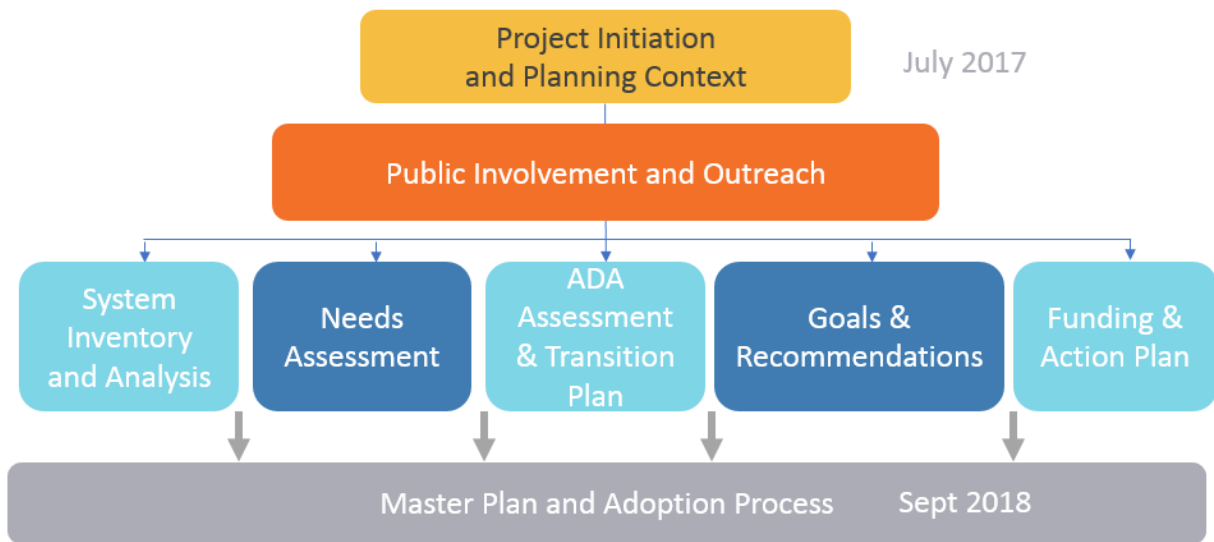 Project Initiation
and Planning Context
July 2017
Public Involvement and Outreach
System
Inventory
and Analysis
Needs
Assessment
ADA
Assessment
& Transition
Plan
Goals &
Recommendations
Funding &
Action Plan
Master Plan and Adoption Process
Sept 2018